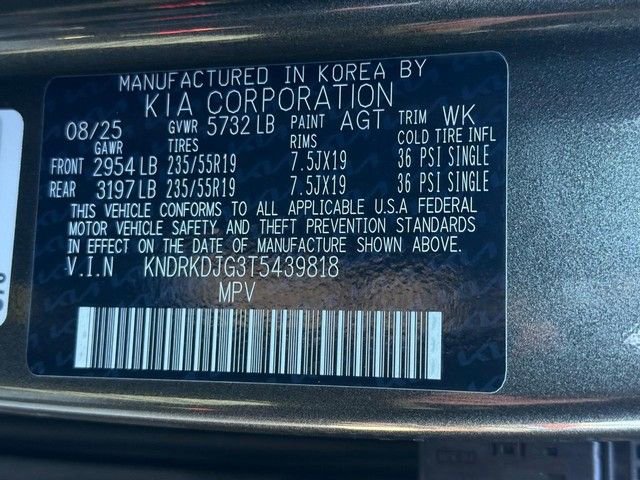 MANUFACTURED IN KOREA BY
KIA CORPORATION
08/25 GVWR 5732 LB PAINT AGT TRIM WK
GAWR TIRES RIMS COLD TIRE INFL
FRONT 2954 LB 235/55R19 7.5JX19 36 PSI SINGLE
REAR 3197 LB 235/55R19 7.5JX19 36 PSI SINGLE
THIS VEHICLE CONFORMS TO ALL APPLICABLE U.S.A FEDERAL
MOTOR VEHICLE SAFETY AND THEFT PREVENTION STANDARDS
IN EFFECT ON THE DATE OF MANUFACTURE SHOWN ABOVE.
V.I.N KNDRKDJG3T5439818
MPV